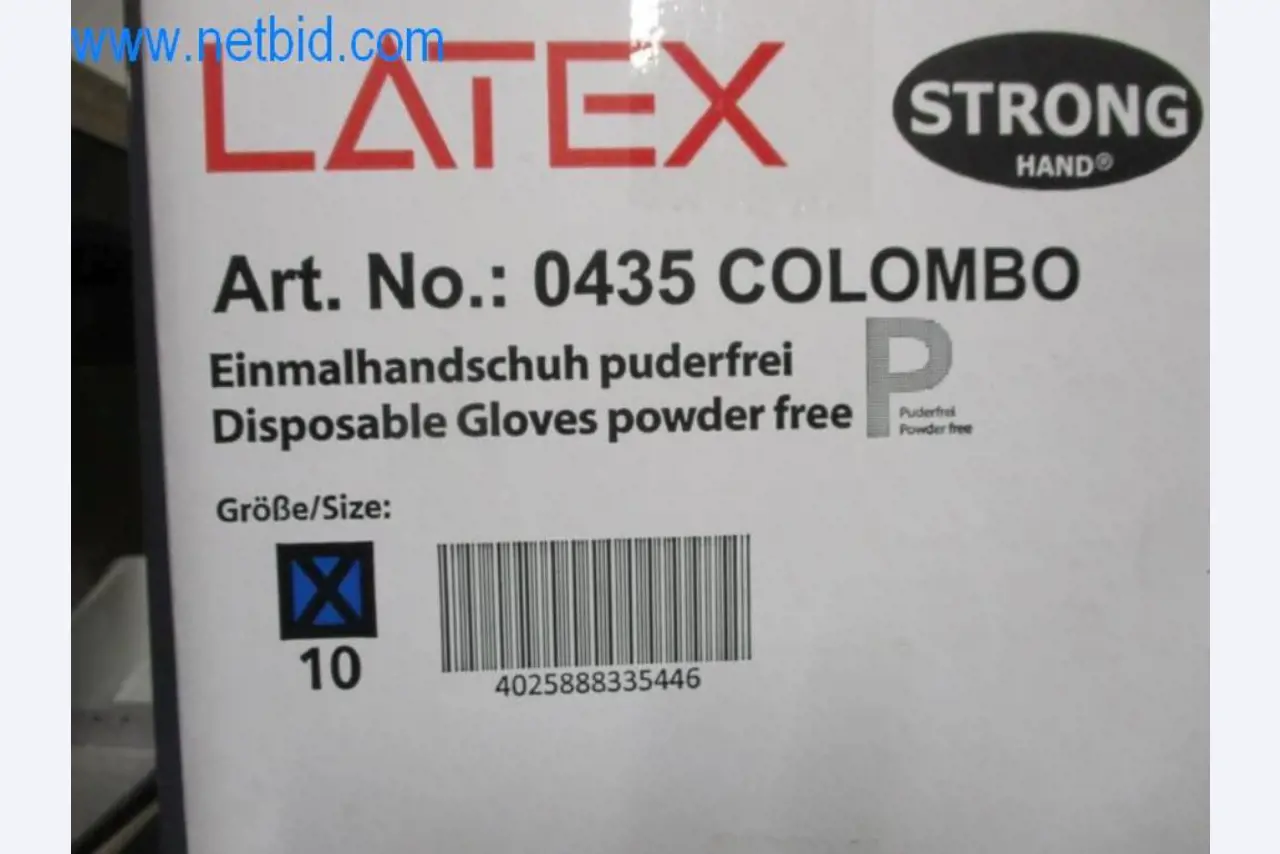 www.netbid.com
LATEX
STRONG
HAND®
Art. No.: 0435 COLOMBO
Einmalhandschuh puderfrei
Disposable Gloves powder free
P
Puderfrei
Powder free
Größe/Size:
X
10
4025888335446